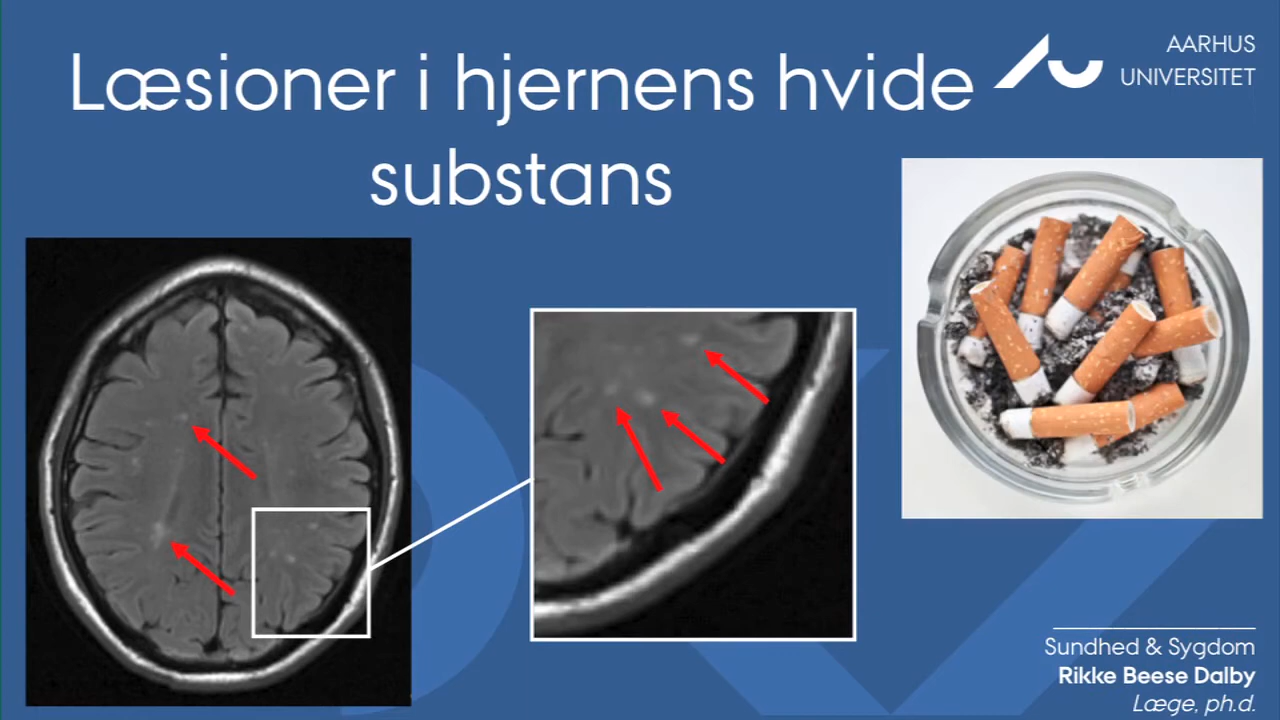 Læsioner i hjernens hvide
substans
AARHUS
UNIVERSITET
Sundhed & Sygdom
Rikke Beese Dalby
Læge, ph.d.